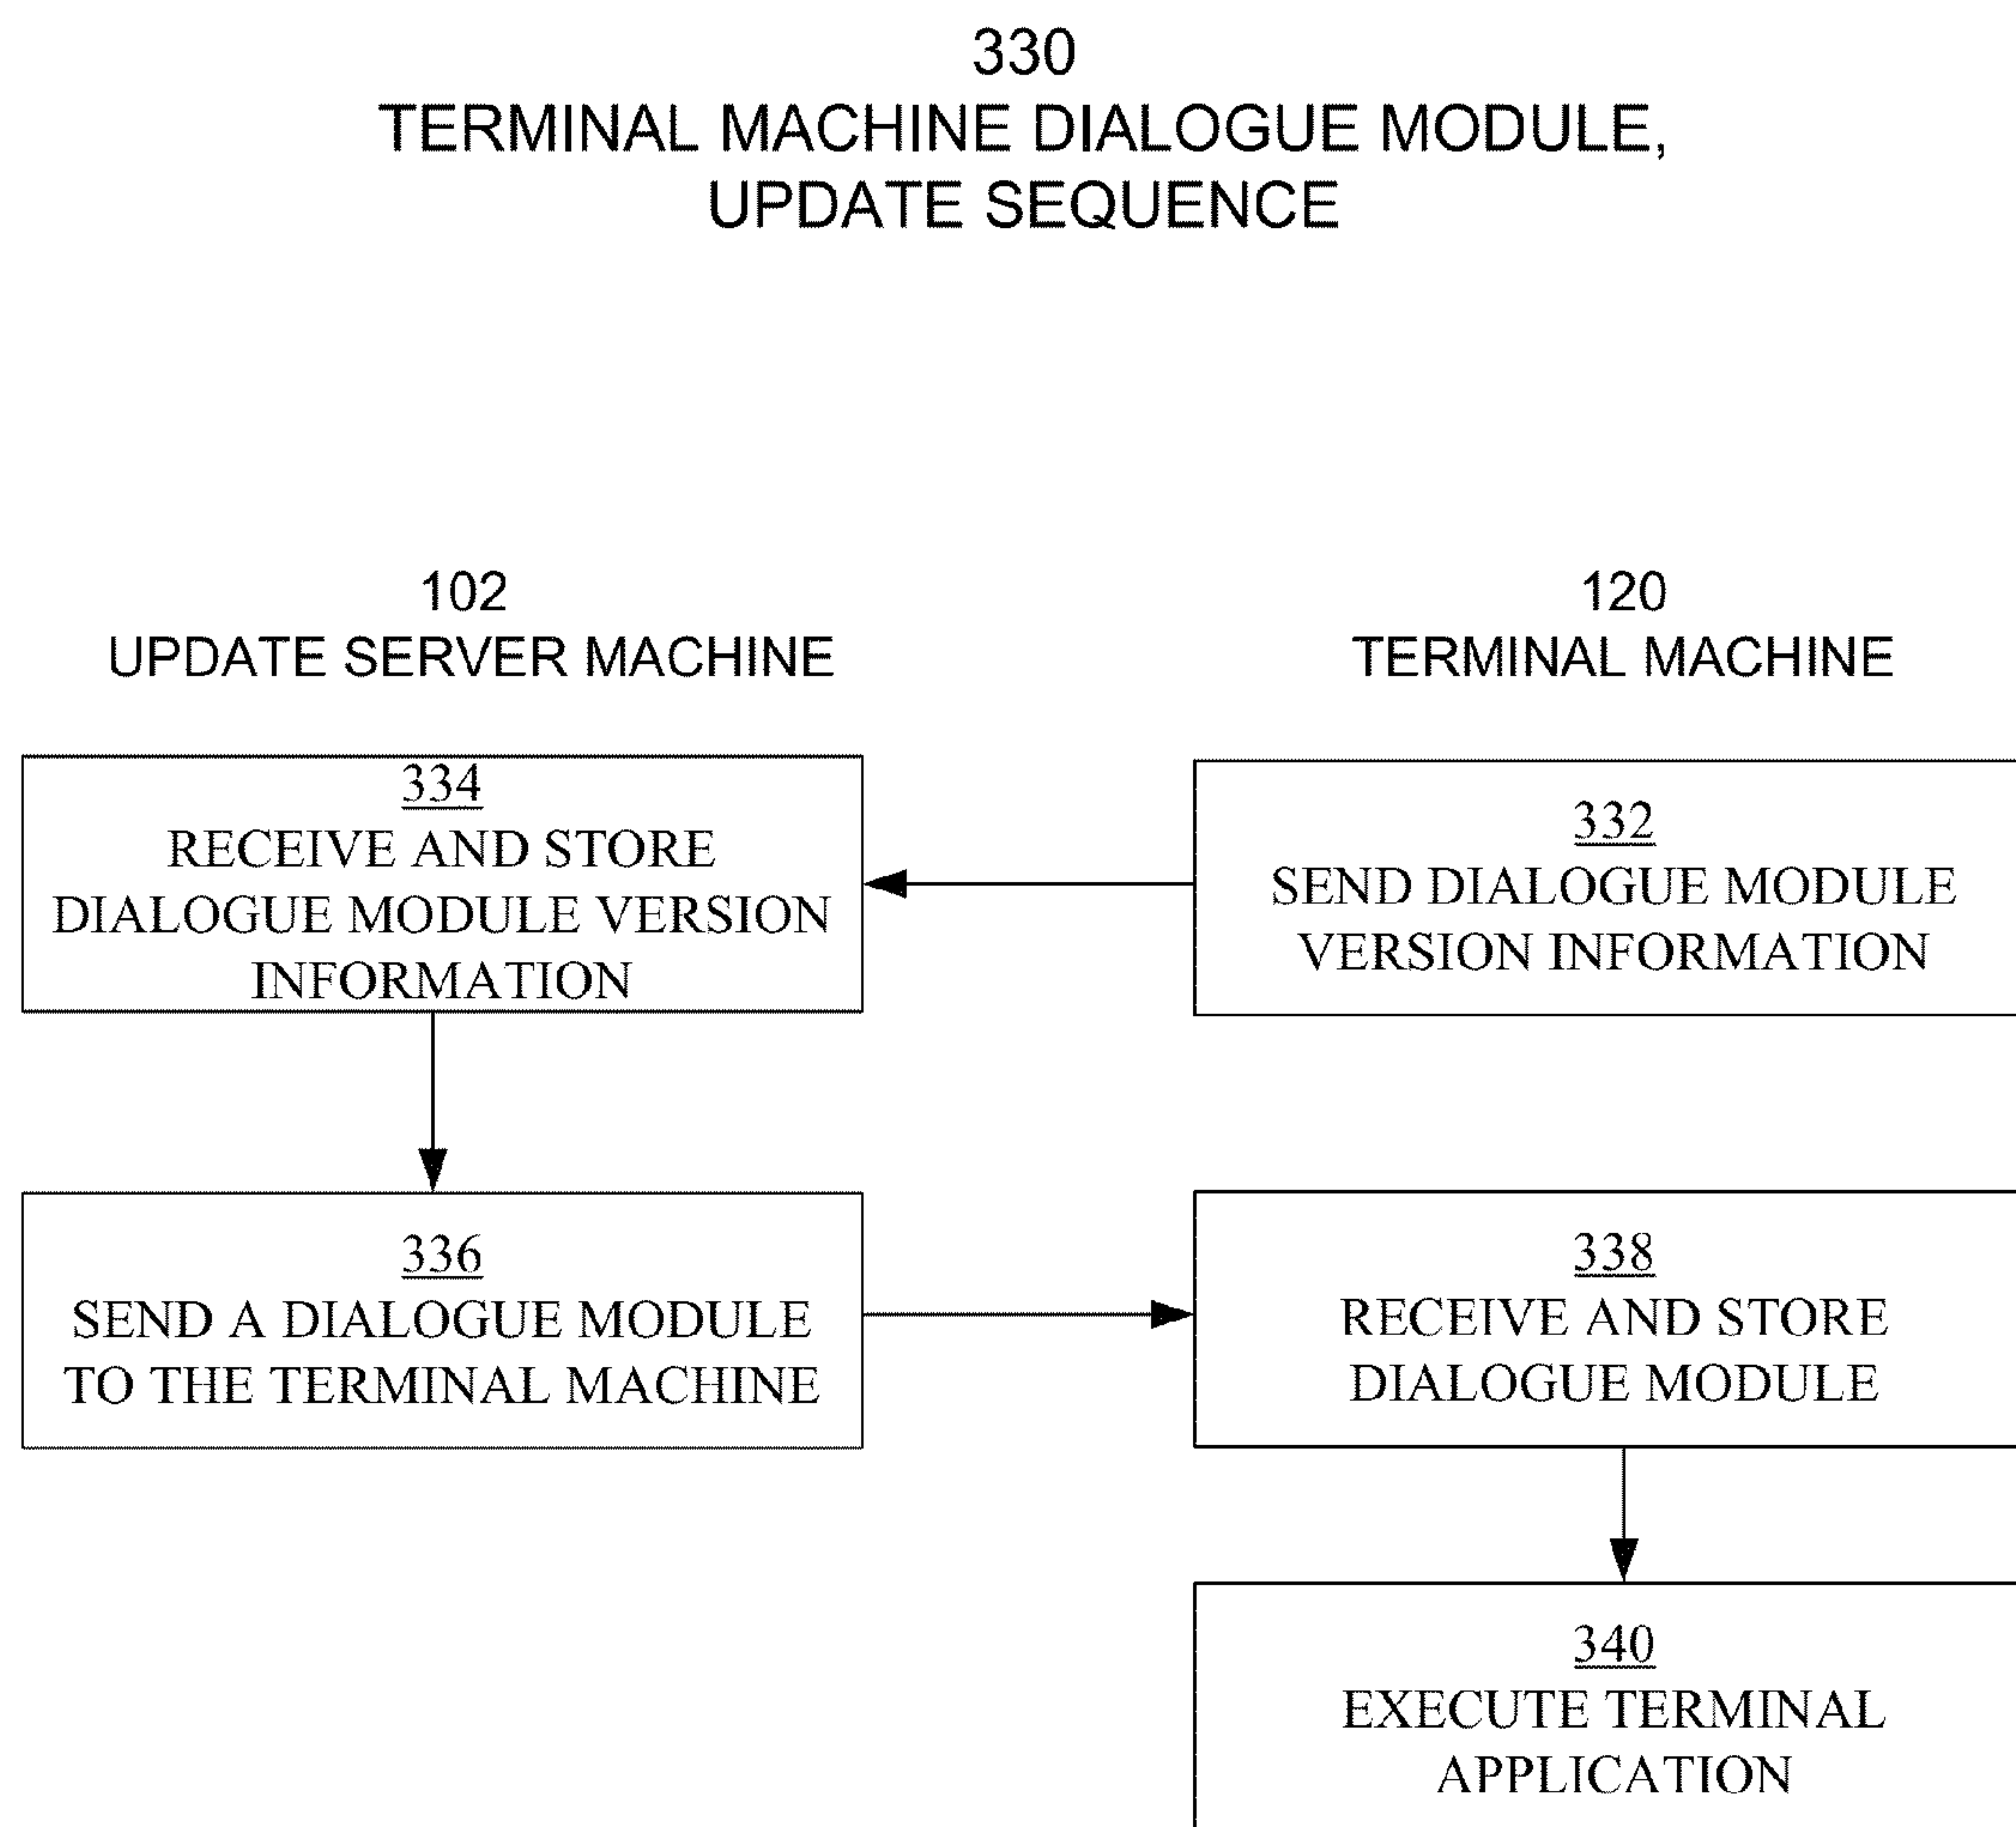 330
TERMINAL MACHINE DIALOGUE MODULE,
UPDATE SEQUENCE
102
UPDATE SERVER MACHINE
120
TERMINAL MACHINE
334
RECEIVE AND STORE
DIALOGUE MODULE VERSION
INFORMATION
332
SEND DIALOGUE MODULE
VERSION INFORMATION
336
SEND A DIALOGUE MODULE
TO THE TERMINAL MACHINE
338
RECEIVE AND STORE
DIALOGUE MODULE
340
EXECUTE TERMINAL
APPLICATION